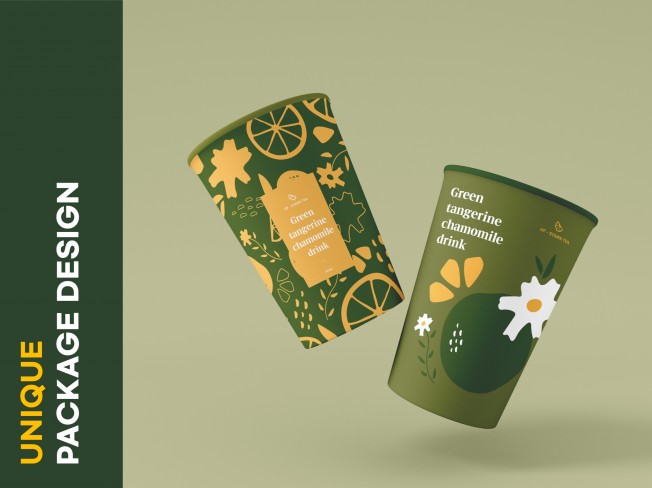 UNIQUE
PACKAGE DESIGN
Green
tangerine
chamomile
drink
Green
tangerine
chamomile
drink